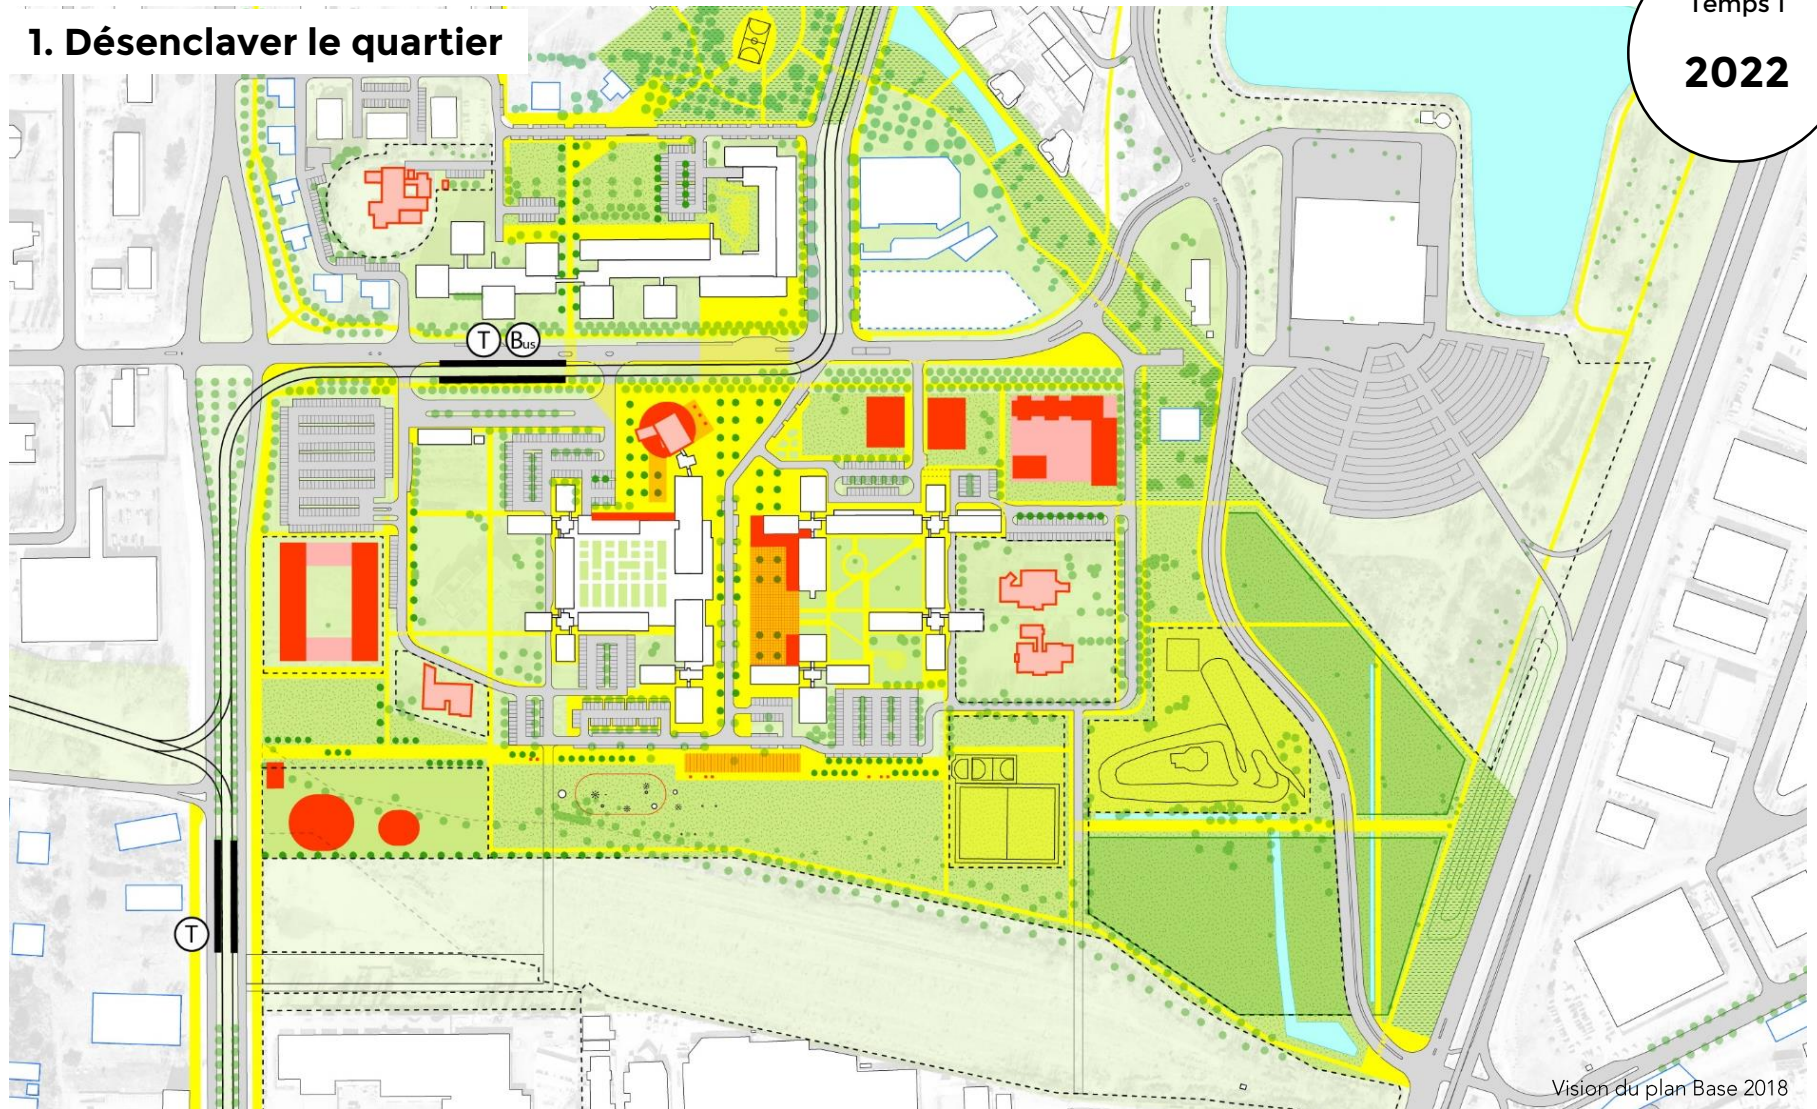 1. Désenclaver le quartier
Temps 1
2022
T Bus
T
Vision du plan Base 2018